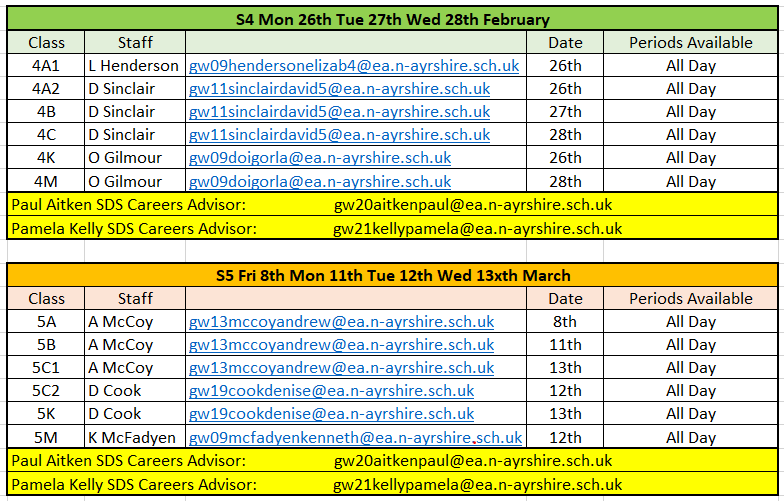 S4 Mon 26th Tue 27th Wed 28th February
Class Staff Date Periods Available
4A1 L Henderson gw09hendersonelizab4@ea.n-ayrshire.sch.uk 26th All Day
4A2 D Sinclair gw11sinclairdavid5@ea.n-ayrshire.sch.uk 26th All Day
4B D Sinclair gw11sinclairdavid5@ea.n-ayrshire.sch.uk 27th All Day
4C D Sinclair gw11sinclairdavid5@ea.n-ayrshire.sch.uk 28th All Day
4K O Gilmour gw09doigorla@ea.n-ayrshire.sch.uk 26th All Day
4M O Gilmour gw09doigorla@ea.n-ayrshire.sch.uk 28th All Day
Paul Aitken SDS Careers Advisor: gw20aitkenpaul@ea.n-ayrshire.sch.uk
Pamela Kelly SDS Careers Advisor: gw21kellypamela@ea.n-ayrshire.sch.uk
S5 Fri 8th Mon 11th Tue 12th Wed 13xth March
Class Staff Date Periods Available
5A A McCoy gw13mccoyandrew@ea.n-ayrshire.sch.uk 8th All Day
5B A McCoy gw13mccoyandrew@ea.n-ayrshire.sch.uk 11th All Day
5C1 A McCoy gw13mccoyandrew@ea.n-ayrshire.sch.uk 13th All Day
5C2 D Cook gw19cookdenise@ea.n-ayrshire.sch.uk 12th All Day
5K D Cook gw19cookdenise@ea.n-ayrshire.sch.uk 13th All Day
5M K McFadyen gw09mcfadyenkenneth@ea.n-ayrshire.sch.uk 12th All Day
Paul Aitken SDS Careers Advisor: gw20aitkenpaul@ea.n-ayrshire.sch.uk
Pamela Kelly SDS Careers Advisor: gw21kellypamela@ea.n-ayrshire.sch.uk